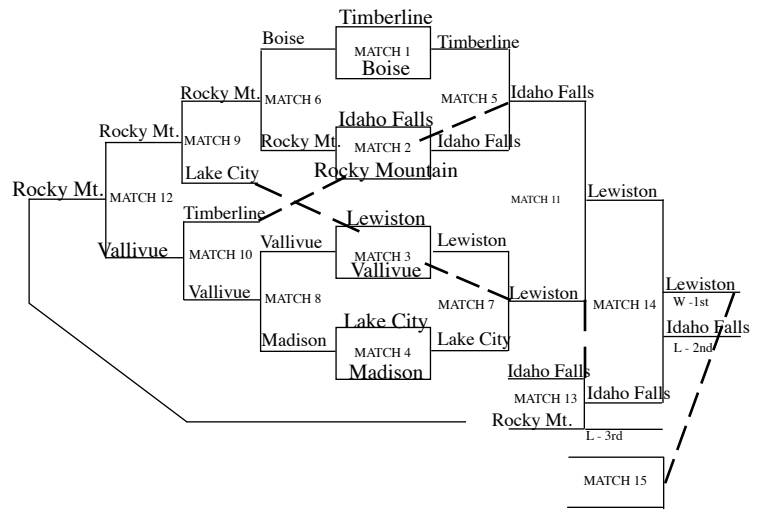 Timberline
Boise
MATCH 1
Timberline
Boise
Rocky Mt.
MATCH 6
MATCH 5
Idaho Falls
Idaho Falls
Rocky Mt.
MATCH 9
Rocky Mt.
MATCH 2
Idaho Falls
Rocky Mountain
Lake City
Rocky Mt.
MATCH 12
MATCH 11
Lewiston
Timberline
Lewiston
Vallivue
MATCH 10
Vallivue
MATCH 3
Lewiston
Vallivue
Vallivue
MATCH 8
MATCH 7
Lewiston
MATCH 14
Lewiston
W -1st
Lake City
Madison
MATCH 4
Lake City
Idaho Falls
L - 2nd
Madison
Idaho Falls
MATCH 13
Idaho Falls
Rocky Mt.
L - 3rd
MATCH 15